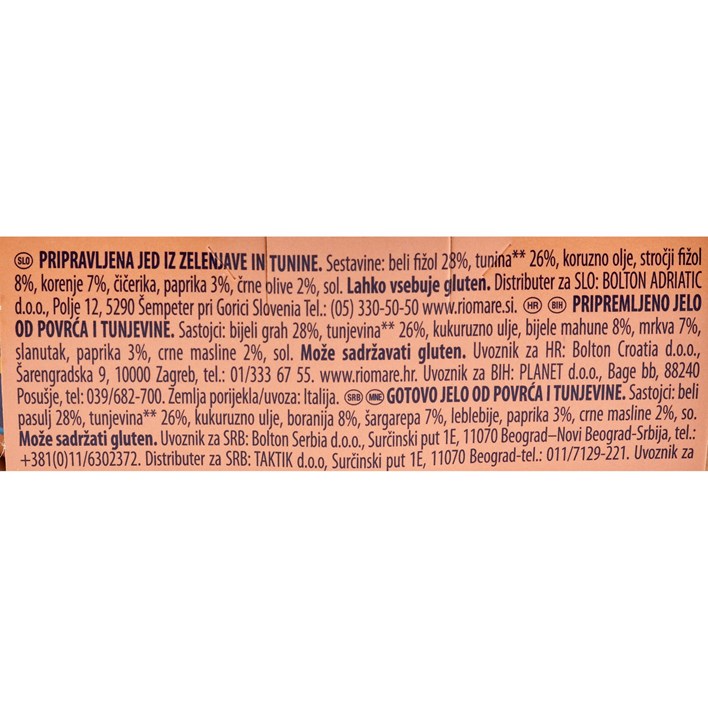 SLO PRIPRAVLJENA JED IZ ZELENJAVE IN TUNINE. Sestavine: beli fižol 28%, tunina** 26%, koruzno olje, stročji fižol
8%, korenje 7%, čičerika, paprika 3%, črne olive 2%, sol. Lahko vsebuje gluten. Distributer za SLO: BOLTON ADRIATIC
d.o.o., Polje 12, 5290 Šempeter pri Gorici Slovenia Tel.: (05) 330-50-50 www.riomare.si. HR BIH PRIPREMLJENO JELO
OD POVRĆA I TUNJEVINE. Sastojci: bijeli grah 28%, tunjevina** 26%, kukuruzno ulje, bijele mahune 8%, mrkva 7%,
slanutak, paprika 3%, crne masline 2%, sol. Može sadržavati gluten. Uvoznik za HR: Bolton Croatia d.o.o.,
Šarengradska 9, 10000 Zagreb, tel.: 01/333 67 55. www.riomare.hr. Uvoznik za BIH: PLANET d.o.o., Bage bb, 88240
Posušje, tel: 039/682-700. Zemlja porijekla/uvoza: Italija. SRB MNE GOTOVO JELO OD POVRĆA I TUNJEVINE. Sastojci: beli
pasulj 28%, tunjevina** 26%, kukuruzno ulje, boranija 8%, šargarepa 7%, leblebije, paprika 3%, crne masline 2%, so.
Može sadržati gluten. Uvoznik za SRB: Bolton Serbia d.o.o., Surčinski put 1E, 11070 Beograd–Novi Beograd-Srbija, tel.:
+381(0)11/6302372. Distributer za SRB: TAKTIK d.o.o, Surčinski put 1E, 11070 Beograd-tel.: 011/7129-221. Uvoznik za